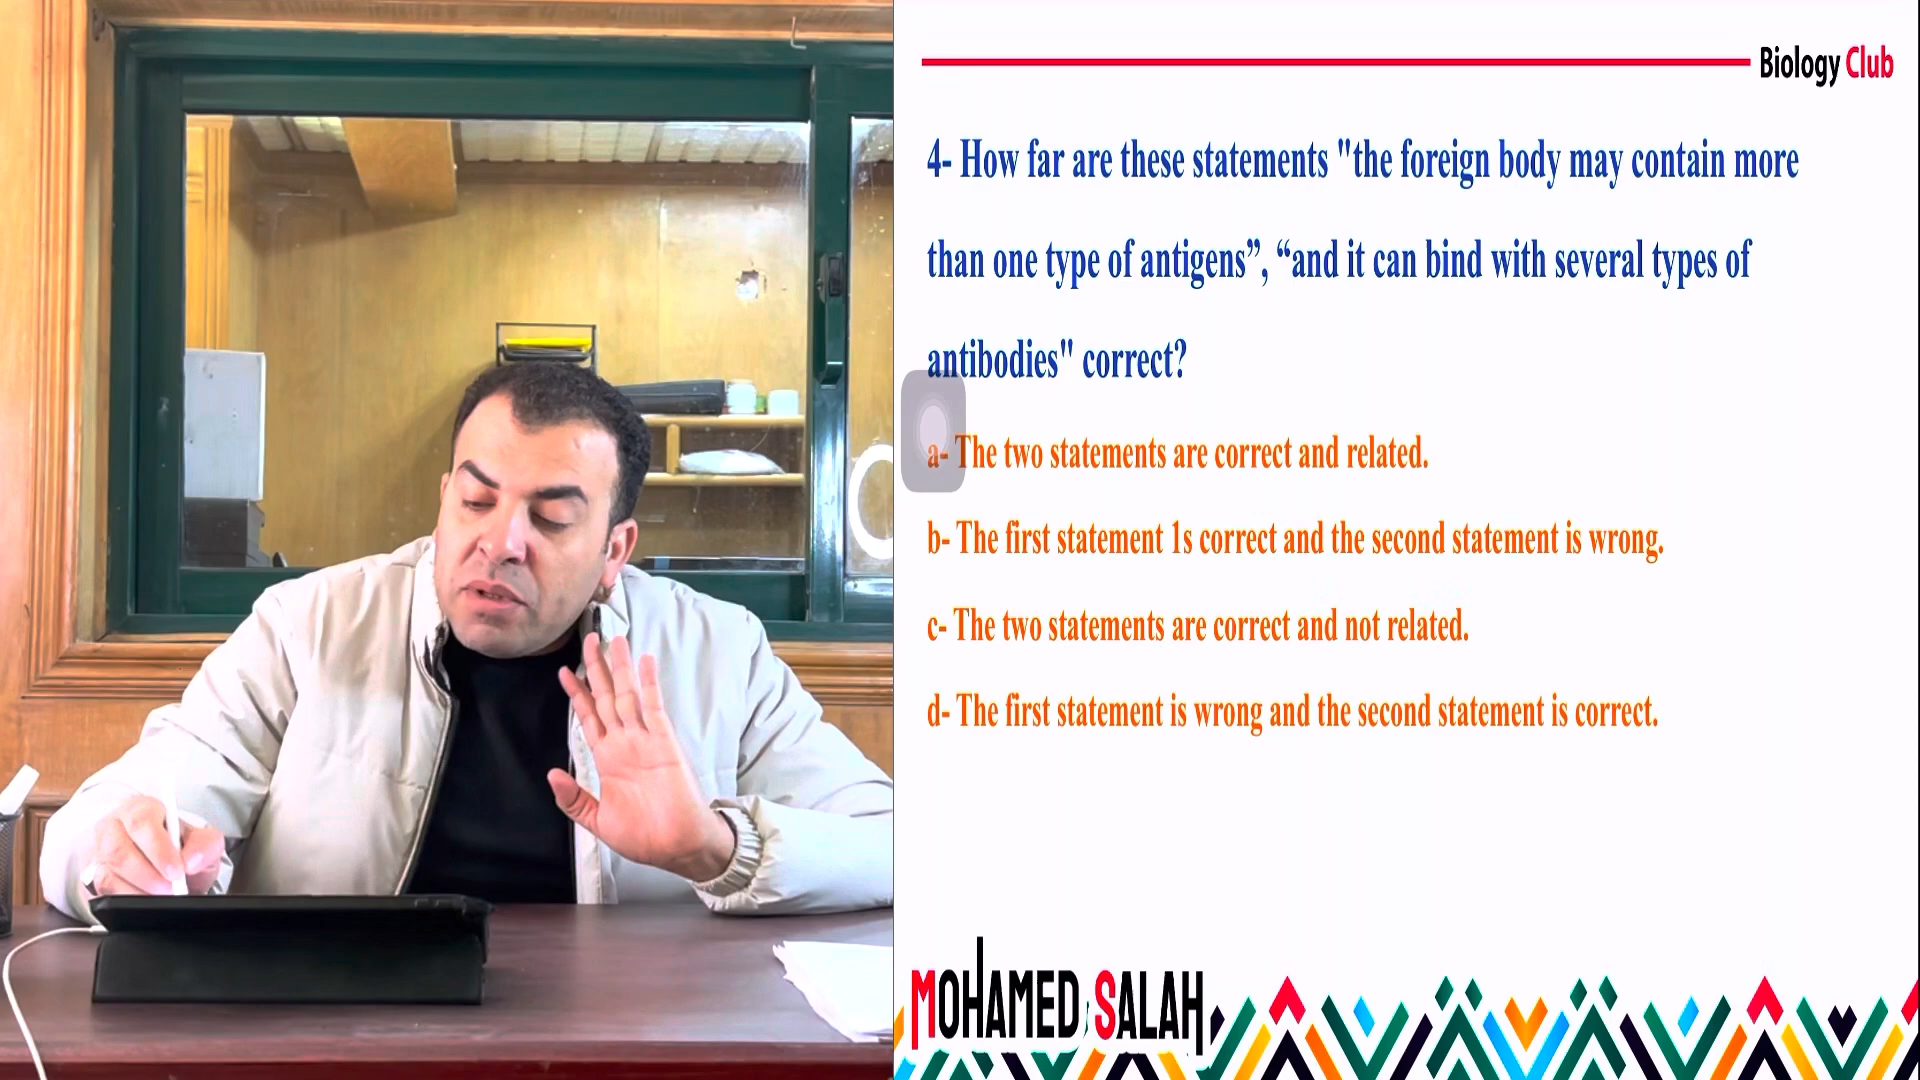 Biology Club
4- How far are these statements "the foreign body may contain more
than one type of antigens”, “and it can bind with several types of
antibodies" correct?
a- The two statements are correct and related.
b- The first statement 1s correct and the second statement is wrong.
c- The two statements are correct and not related.
d- The first statement is wrong and the second statement is correct.
MOHAMED SALAH